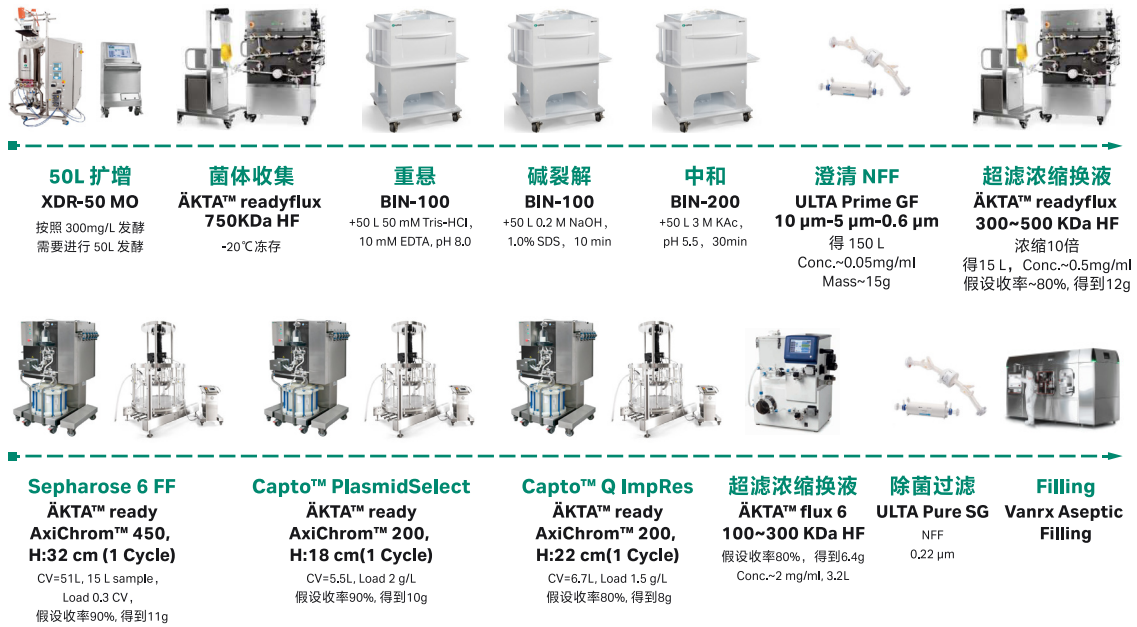 50L 扩增
XDR-50 MO
按照 300mg/L 发酵
需要进行 50L 发酵
菌体收集
ÄKTA™ readyflux
750KDa HF
-20℃冻存
重悬
BIN-100
+50 L 50 mM Tris-HCl，
10 mM EDTA, pH 8.0
碱裂解
BIN-100
+50 L 0.2 M NaOH，
1.0% SDS，10 min
中和
BIN-200
+50 L 3 M KAc，
pH 5.5，30min
澄清 NFF
ULTA Prime GF
10 μm-5 μm-0.6 μm
得 150 L
Conc.~0.05mg/ml
Mass~15g
超滤浓缩换液
ÄKTA™ readyflux
300~500 KDa HF
浓缩10倍
得15 L，Conc.~0.5mg/ml
假设收率~80%, 得到12g
Sepharose 6 FF
ÄKTA™ ready
AxiChrom™ 450,
H:32 cm (1 Cycle)
CV=51L, 15 L sample，
Load 0.3 CV，
假设收率90%, 得到11g
Capto™ PlasmidSelect
ÄKTA™ ready
AxiChrom™ 200,
H:18 cm(1 Cycle)
CV=5.5L, Load 2 g/L
假设收率90%, 得到10g
Capto™ Q ImpRes
ÄKTA™ ready
AxiChrom™ 200,
H:22 cm(1 Cycle)
CV=6.7L, Load 1.5 g/L
假设收率80%, 得到8g
超滤浓缩换液
ÄKTA™ flux 6
100~300 KDa HF
假设收率80%，得到6.4g
Conc.~2 mg/ml, 3.2L
除菌过滤
ULTA Pure SG
NFF
0.22 μm
Filling
Vanrx Aseptic
Filling